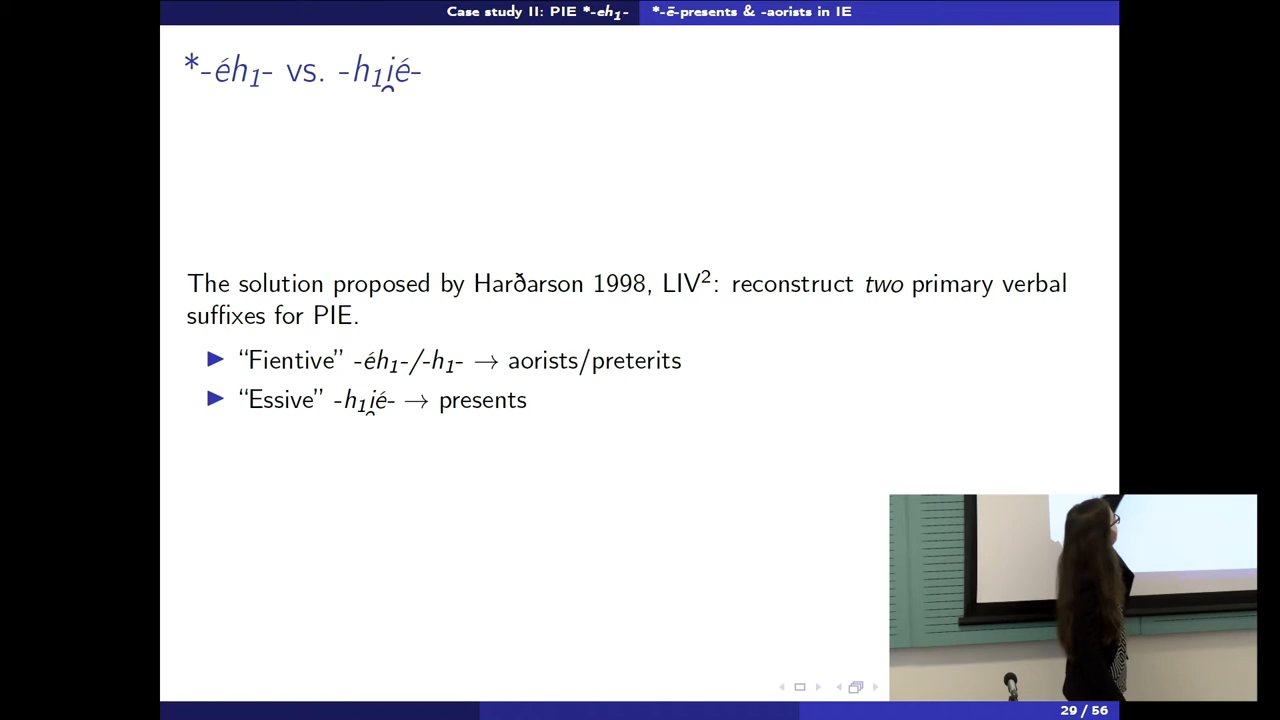 Case study II: PIE *-eh₁- *-ē-presents & -aorists in IE
*-éh₁- vs. -h₁i̯é-
The solution proposed by Harðarson 1998, LIV²: reconstruct two primary verbal
suffixes for PIE.
“Fientive” -éh₁-/-h₁- → aorists/preterits
“Essive” -h₁i̯é- → presents
29 / 56